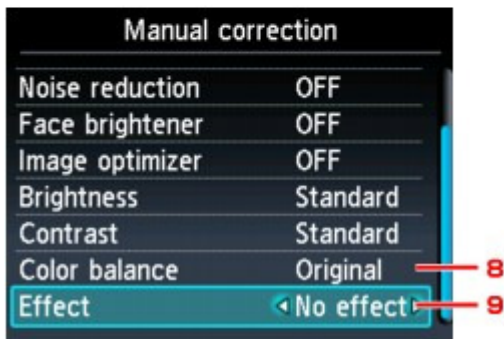 Manual correction
Noise reduction OFF
Face brightener OFF
Image optimizer OFF
Brightness Standard
Contrast Standard
Color balance Original 8
Effect No effect 9